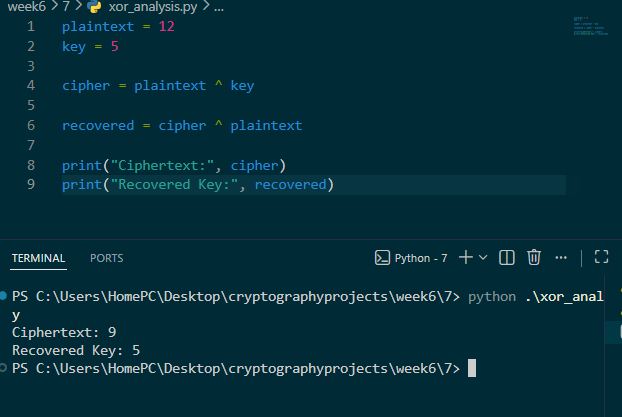 week6 > 7 > xor_analysis.py > ...
1 plaintext = 12
2 key = 5
3
4 cipher = plaintext ^ key
5
6 recovered = cipher ^ plaintext
7
8 print("Ciphertext:", cipher)
9 print("Recovered Key:", recovered)
TERMINAL PORTS Python - 7
PS C:\Users\HomePC\Desktop\cryptographyprojects\week6\7> python .\xor_anal
y
Ciphertext: 9
Recovered Key: 5
PS C:\Users\HomePC\Desktop\cryptographyprojects\week6\7>